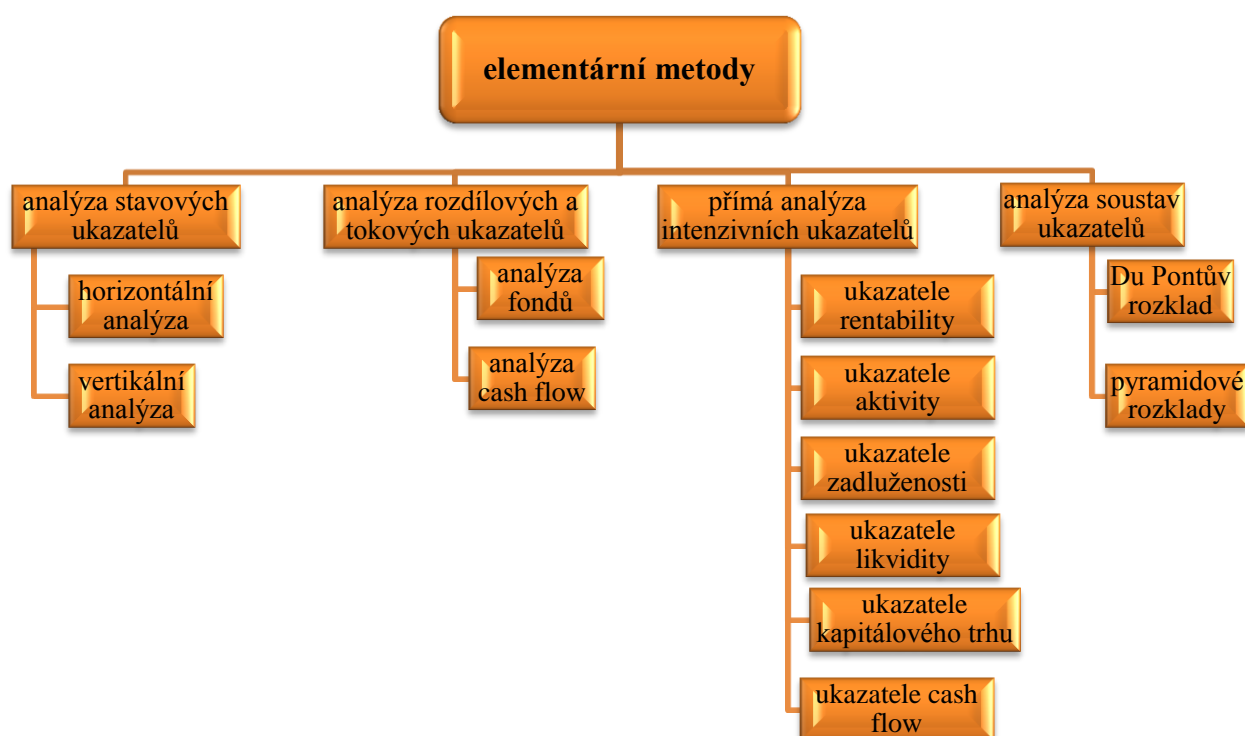 elementární metody
analýza stavových
ukazatelů
horizontální
analýza
vertikální
analýza
analýza rozdílových a
tokových ukazatelů
analýza
fondů
analýza
cash flow
přímá analýza
intenzivních ukazatelů
ukazatele
rentability
ukazatele
aktivity
ukazatele
zadluženosti
ukazatele
likvidity
ukazatele
kapitálového trhu
ukazatele cash
flow
analýza soustav
ukazatelů
Du Pontův
rozklad
pyramidové
rozklady